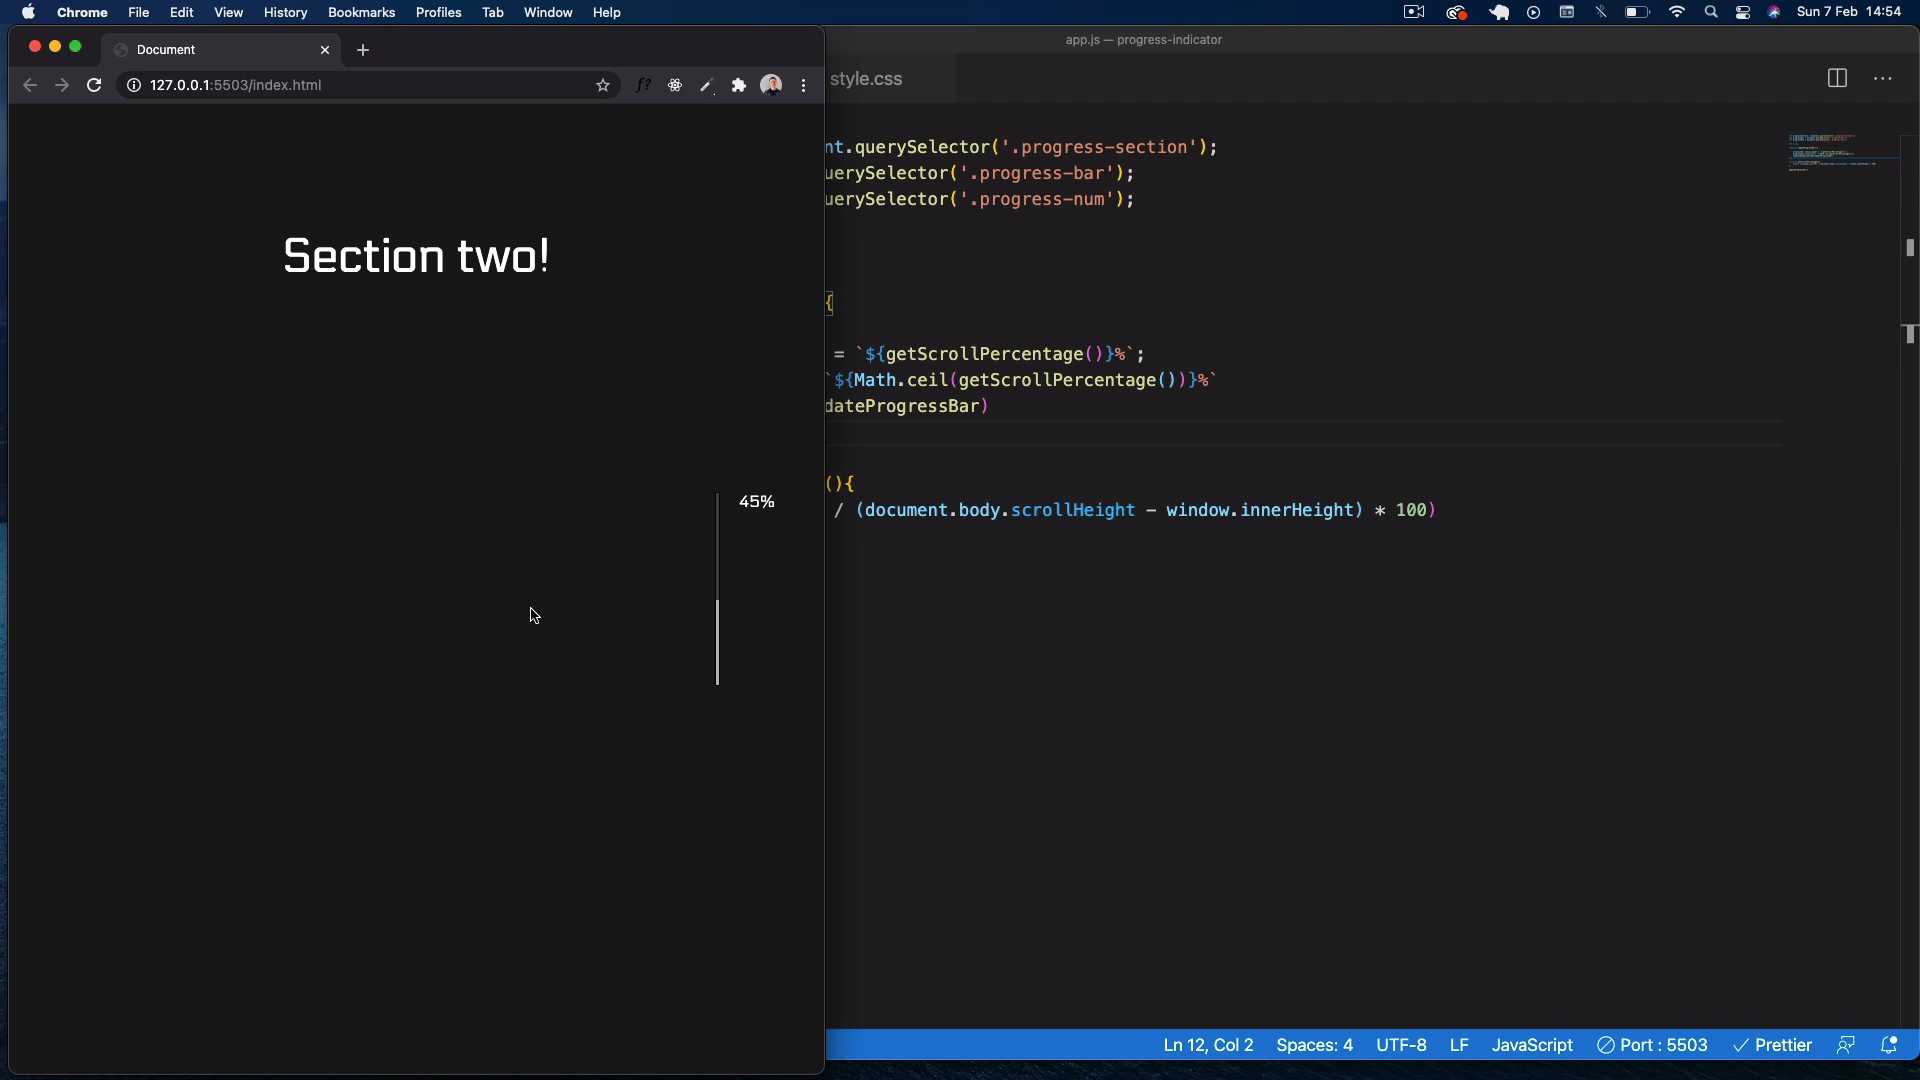 Chrome File Edit View History Bookmarks Profiles Tab Window Help Sun 7 Feb 14:54
Document
127.0.0.1:5503/index.html
f?
Section two!
45%
app.js — progress-indicator
style.css
nt.querySelector('.progress-section');
uerySelector('.progress-bar');
uerySelector('.progress-num');
{
= `${getScrollPercentage()}%`;
`${Math.ceil(getScrollPercentage())}%`
dateProgressBar)
(){
/ (document.body.scrollHeight - window.innerHeight) * 100)
Ln 12, Col 2 Spaces: 4 UTF-8 LF JavaScript Port : 5503 Prettier